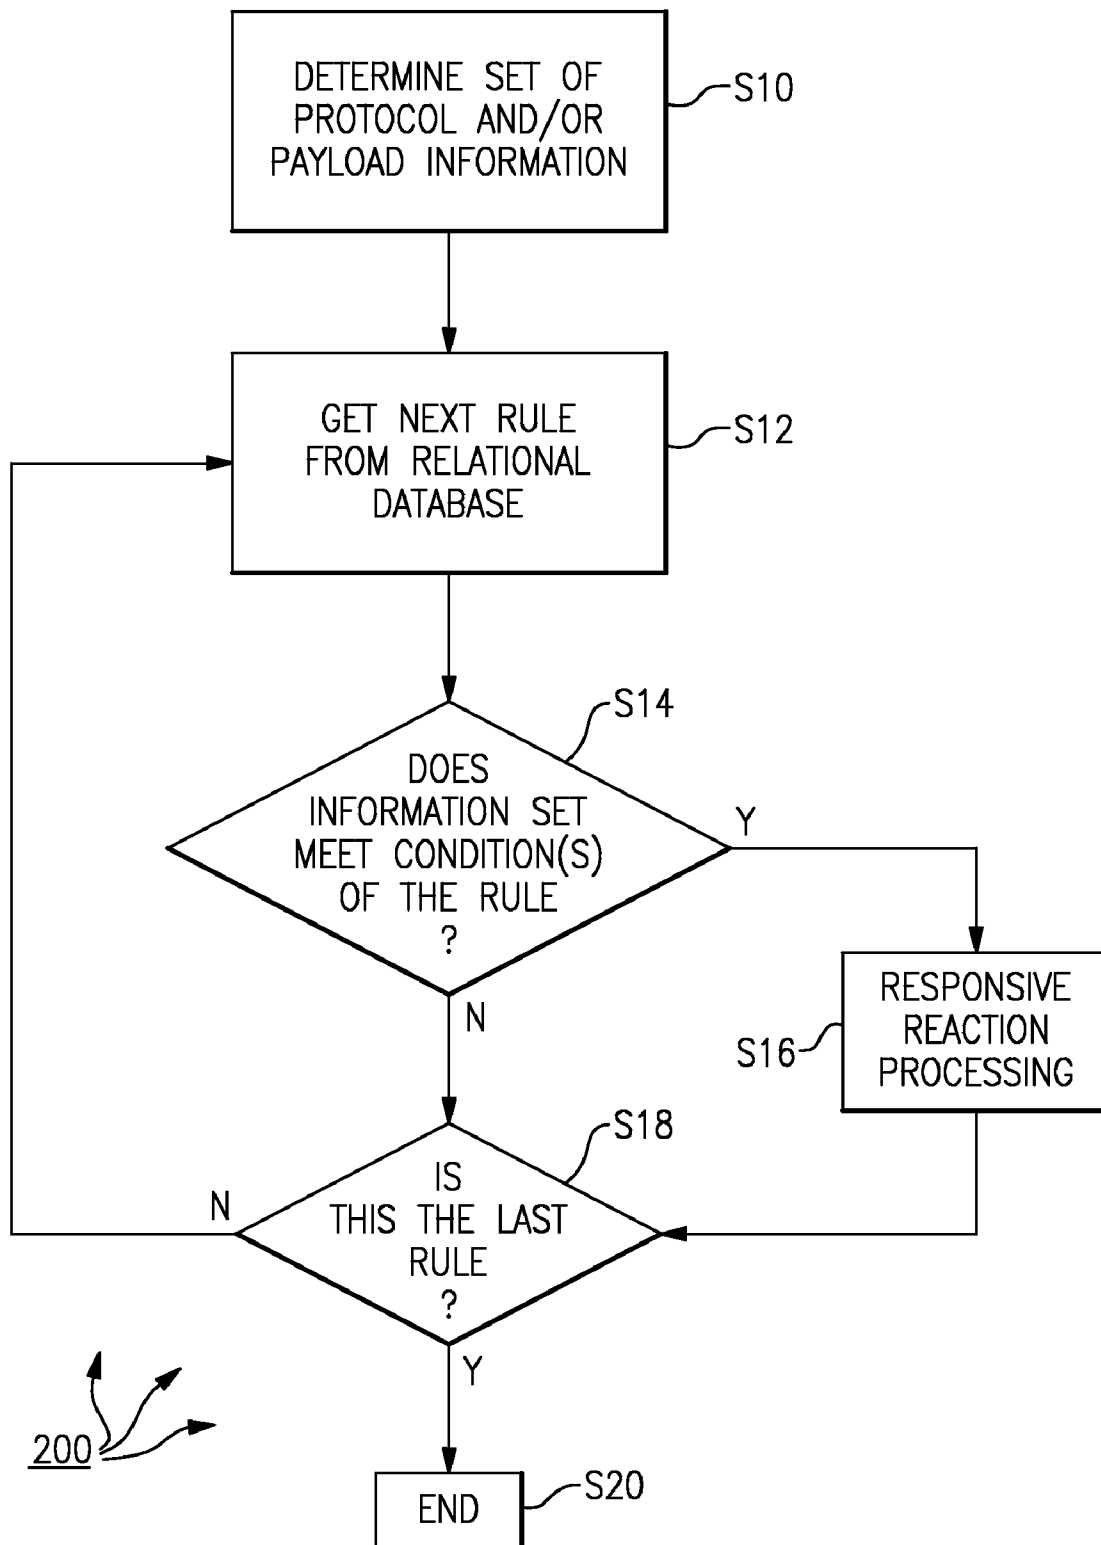 DETERMINE SET OF
PROTOCOL AND/OR
PAYLOAD INFORMATION
S10
GET NEXT RULE
FROM RELATIONAL
DATABASE
S12
S14
DOES
INFORMATION SET
MEET CONDITION(S)
OF THE RULE
?
Y
N
RESPONSIVE
REACTION
PROCESSING
S16
S18
IS
THIS THE LAST
RULE
?
N
Y
200
END
S20